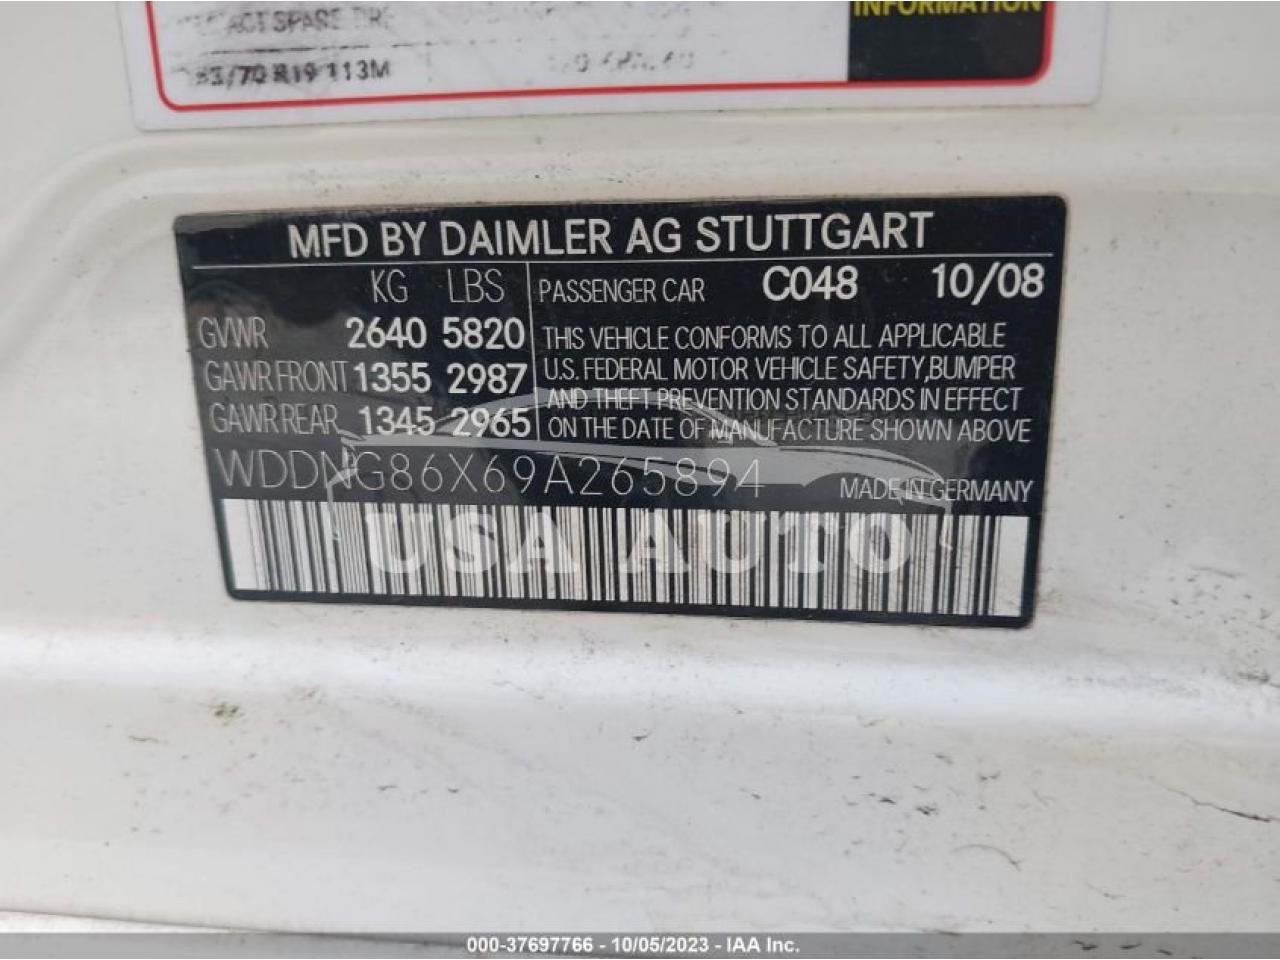 INFORMATION
ACT SPARE TIRE
/70 R19 113M
MFD BY DAIMLER AG STUTTGART
KG LBS PASSENGER CAR C048 10/08
GVWR 2640 5820
GAWR FRONT 1355 2987
GAWR REAR 1345 2965
THIS VEHICLE CONFORMS TO ALL APPLICABLE
U.S. FEDERAL MOTOR VEHICLE SAFETY,BUMPER
AND THEFT PREVENTION STANDARDS IN EFFECT
ON THE DATE OF MANUFACTURE SHOWN ABOVE
WDDNG86X69A265894 MADE IN GERMANY
USA AUTO
000-37697766 - 10/05/2023 - IAA Inc.